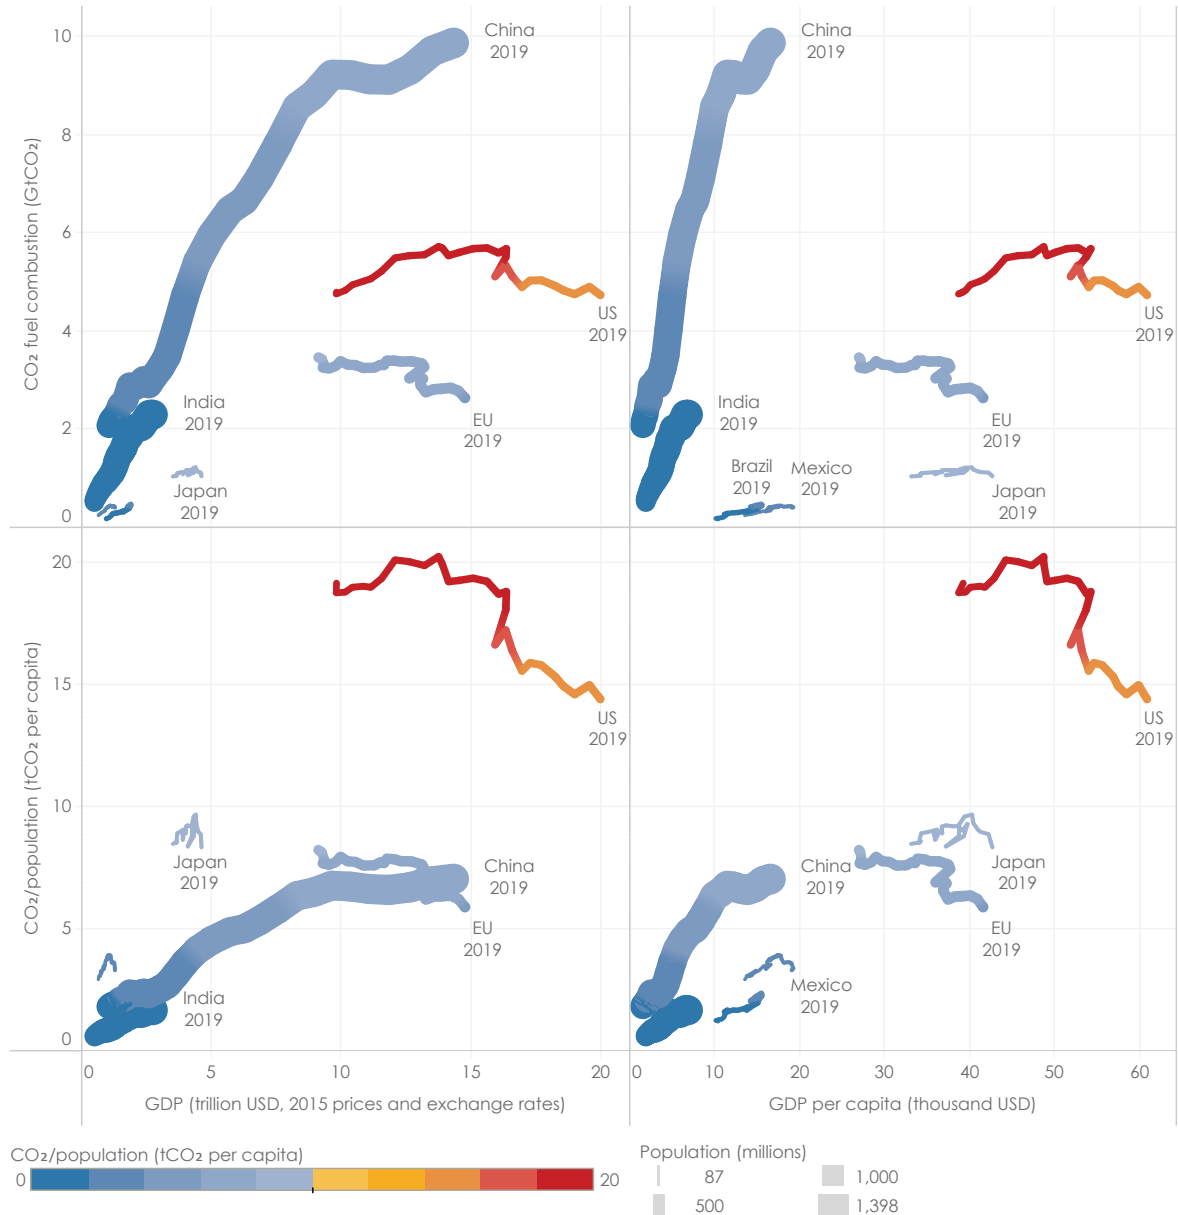 CO₂ fuel combustion (GtCO₂)
10
8
6
4
2
0
China
2019
US
2019
EU
2019
India
2019
Japan
2019
China
2019
US
2019
EU
2019
India
2019
Brazil
2019
Mexico
2019
Japan
2019
CO₂/population (tCO₂ per capita)
20
15
10
5
0
US
2019
Japan
2019
China
2019
EU
2019
India
2019
US
2019
Japan
2019
China
2019
EU
2019
Mexico
2019
0
5
10
15
20
GDP (trillion USD, 2015 prices and exchange rates)
0
10
20
30
40
50
60
GDP per capita (thousand USD)
CO₂/population (tCO₂ per capita)
0
20
Population (millions)
87
1,000
500
1,398